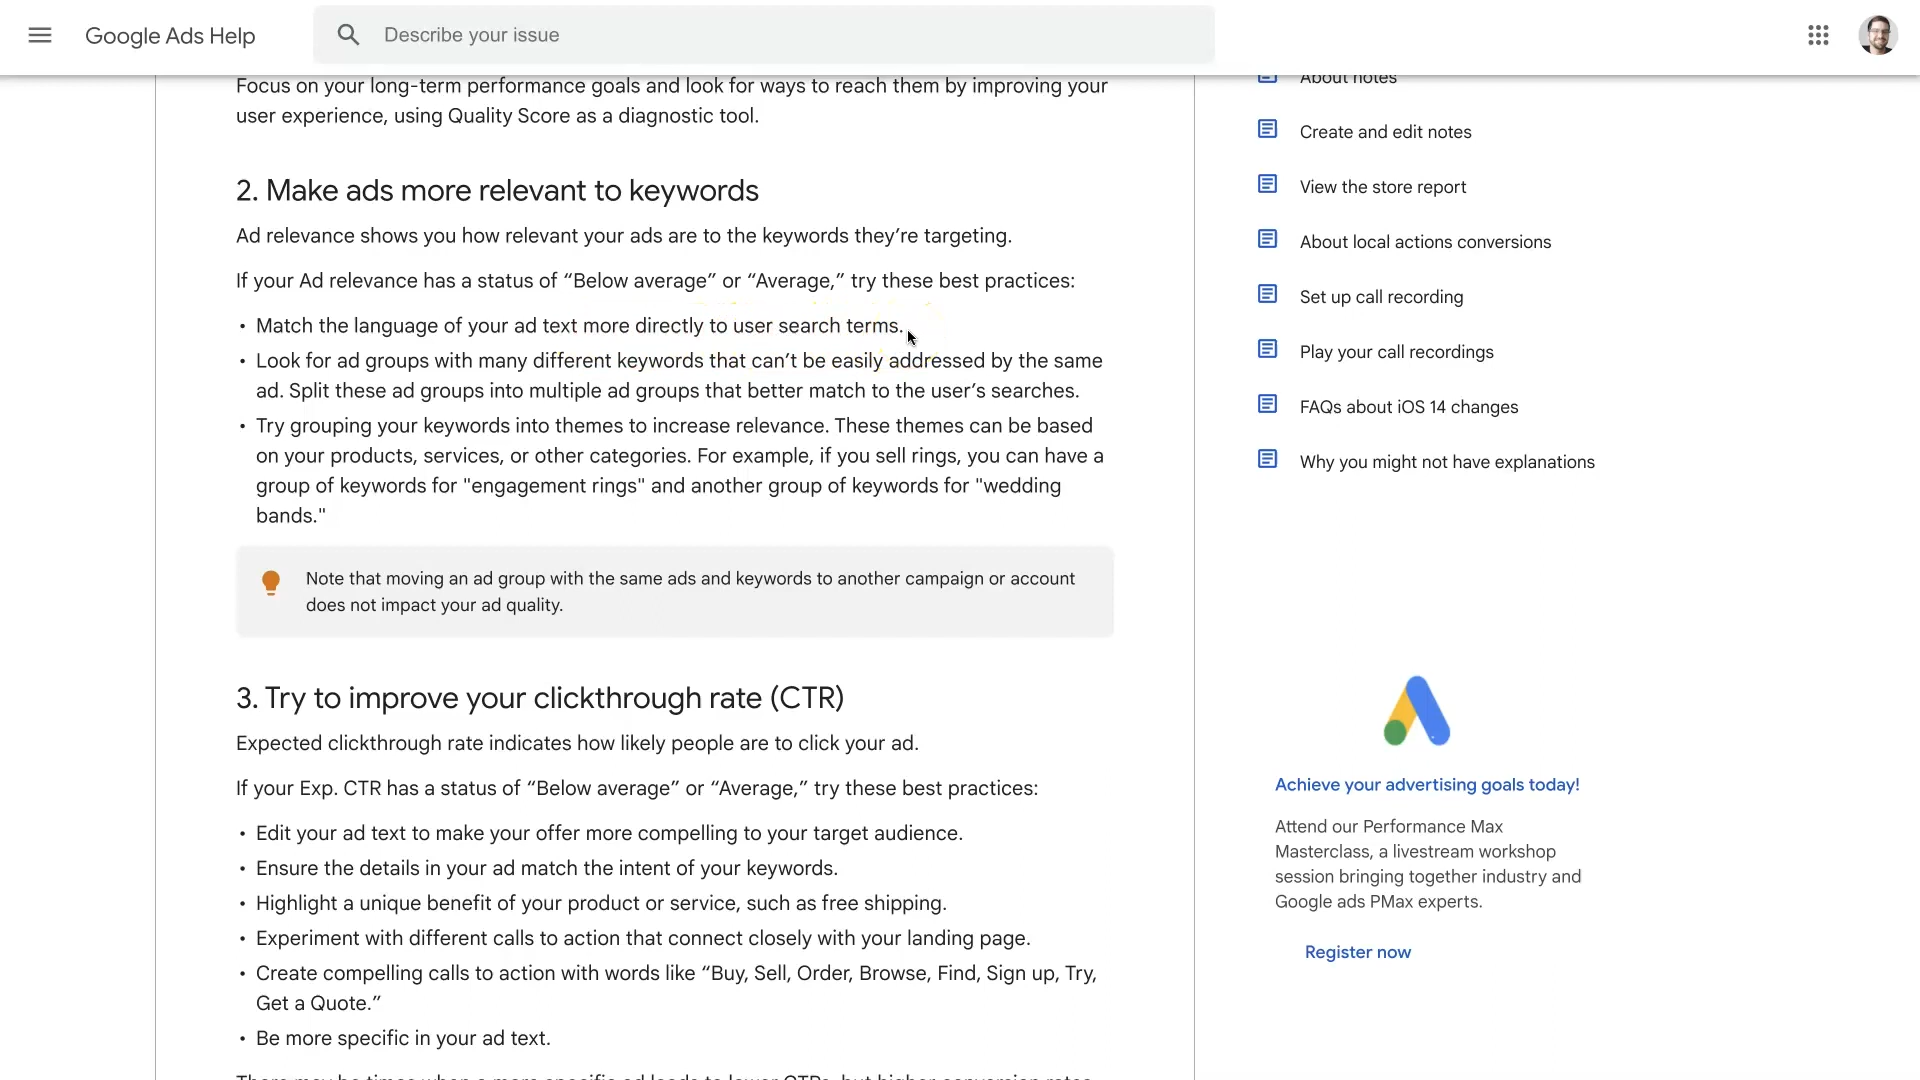 Google Ads Help
Describe your issue
Focus on your long-term performance goals and look for ways to reach them by improving your
user experience, using Quality Score as a diagnostic tool.
2. Make ads more relevant to keywords
Ad relevance shows you how relevant your ads are to the keywords they’re targeting.
If your Ad relevance has a status of “Below average” or “Average,” try these best practices:
• Match the language of your ad text more directly to user search terms.
• Look for ad groups with many different keywords that can’t be easily addressed by the same
ad. Split these ad groups into multiple ad groups that better match to the user’s searches.
• Try grouping your keywords into themes to increase relevance. These themes can be based
on your products, services, or other categories. For example, if you sell rings, you can have a
group of keywords for "engagement rings" and another group of keywords for "wedding
bands."
Note that moving an ad group with the same ads and keywords to another campaign or account
does not impact your ad quality.
3. Try to improve your clickthrough rate (CTR)
Expected clickthrough rate indicates how likely people are to click your ad.
If your Exp. CTR has a status of “Below average” or “Average,” try these best practices:
• Edit your ad text to make your offer more compelling to your target audience.
• Ensure the details in your ad match the intent of your keywords.
• Highlight a unique benefit of your product or service, such as free shipping.
• Experiment with different calls to action that connect closely with your landing page.
• Create compelling calls to action with words like “Buy, Sell, Order, Browse, Find, Sign up, Try,
Get a Quote.”
• Be more specific in your ad text.
There may be times when a more specific ad leads to lower CTRs, but higher conversion rates.
About notes
Create and edit notes
View the store report
About local actions conversions
Set up call recording
Play your call recordings
FAQs about iOS 14 changes
Why you might not have explanations
Achieve your advertising goals today!
Attend our Performance Max
Masterclass, a livestream workshop
session bringing together industry and
Google ads PMax experts.
Register now